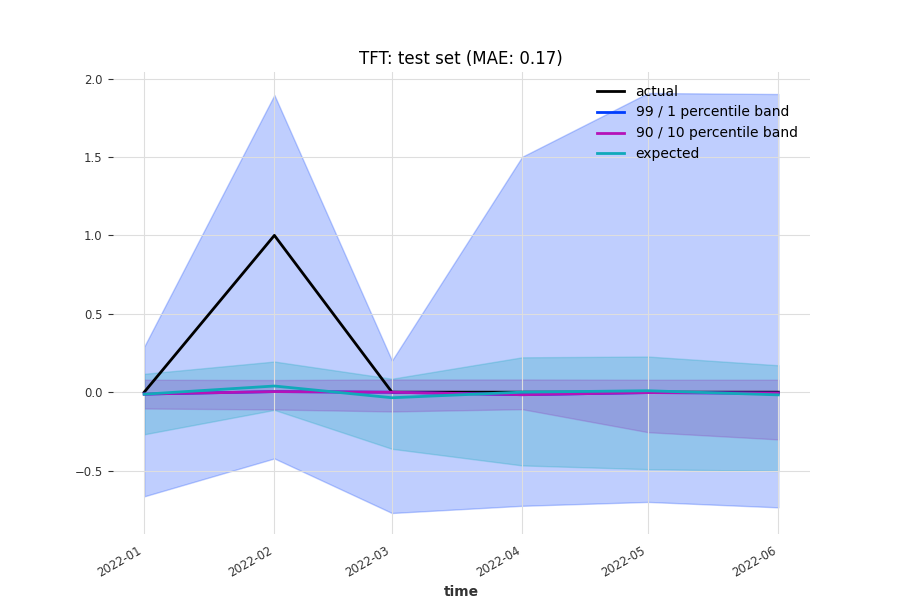 TFT: test set (MAE: 0.17)
actual
99 / 1 percentile band
90 / 10 percentile band
expected
2.0
1.5
1.0
0.5
0.0
−0.5
2022-01
2022-02
2022-03
2022-04
2022-05
2022-06
time